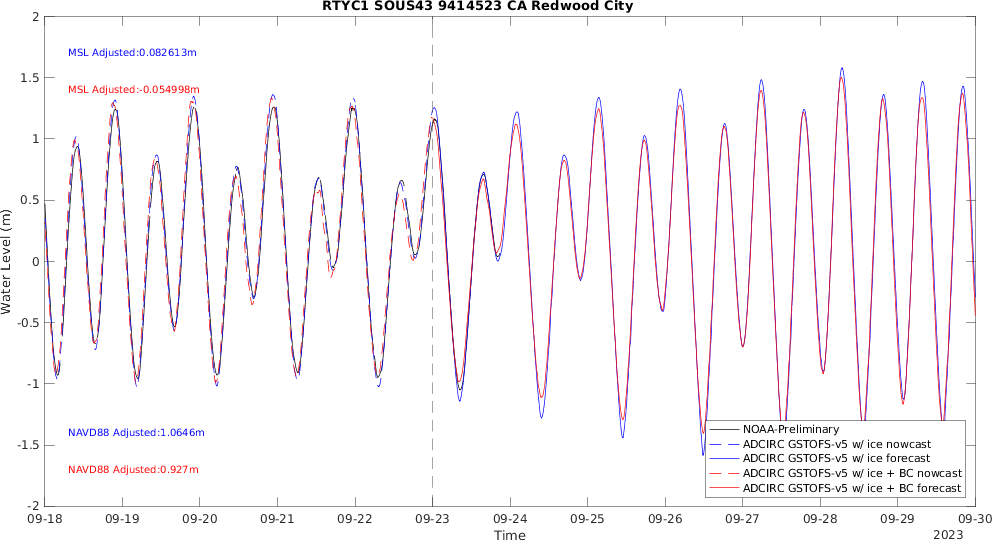 RTYC1 SOUS43 9414523 CA Redwood City
2
1.5
1
0.5
0
-0.5
-1
-1.5
-2
Water Level (m)
MSL Adjusted:0.082613m
MSL Adjusted:-0.054998m
NAVD88 Adjusted:1.0646m
NAVD88 Adjusted:0.927m
NOAA-Preliminary
ADCIRC GSTOFS-v5 w/ ice nowcast
ADCIRC GSTOFS-v5 w/ ice forecast
ADCIRC GSTOFS-v5 w/ ice + BC nowcast
ADCIRC GSTOFS-v5 w/ ice + BC forecast
09-18 09-19 09-20 09-21 09-22 09-23 09-24 09-25 09-26 09-27 09-28 09-29 09-30
Time
2023